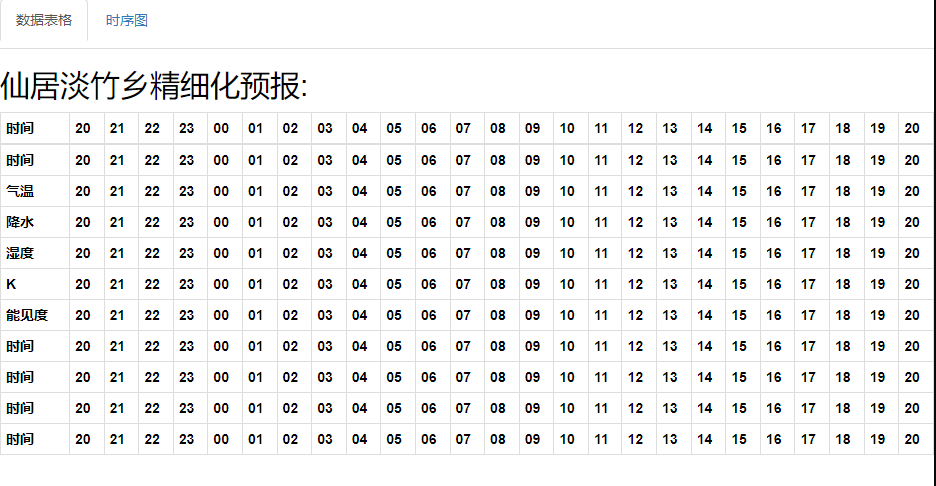 数据表格 时序图
仙居淡竹乡精细化预报:
时间 20 21 22 23 00 01 02 03 04 05 06 07 08 09 10 11 12 13 14 15 16 17 18 19 20
时间 20 21 22 23 00 01 02 03 04 05 06 07 08 09 10 11 12 13 14 15 16 17 18 19 20
气温 20 21 22 23 00 01 02 03 04 05 06 07 08 09 10 11 12 13 14 15 16 17 18 19 20
降水 20 21 22 23 00 01 02 03 04 05 06 07 08 09 10 11 12 13 14 15 16 17 18 19 20
湿度 20 21 22 23 00 01 02 03 04 05 06 07 08 09 10 11 12 13 14 15 16 17 18 19 20
K 20 21 22 23 00 01 02 03 04 05 06 07 08 09 10 11 12 13 14 15 16 17 18 19 20
能见度 20 21 22 23 00 01 02 03 04 05 06 07 08 09 10 11 12 13 14 15 16 17 18 19 20
时间 20 21 22 23 00 01 02 03 04 05 06 07 08 09 10 11 12 13 14 15 16 17 18 19 20
时间 20 21 22 23 00 01 02 03 04 05 06 07 08 09 10 11 12 13 14 15 16 17 18 19 20
时间 20 21 22 23 00 01 02 03 04 05 06 07 08 09 10 11 12 13 14 15 16 17 18 19 20
时间 20 21 22 23 00 01 02 03 04 05 06 07 08 09 10 11 12 13 14 15 16 17 18 19 20